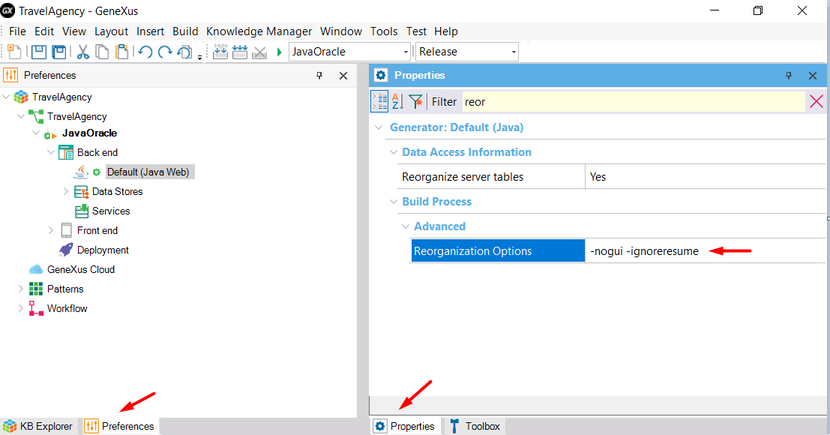 GX TravelAgency - GeneXus
File Edit View Layout Insert Build Knowledge Manager Window Tools Test Help
JavaOracle Release
Preferences
TravelAgency
TravelAgency
JavaOracle
Back end
Default (Java Web)
Data Stores
Services
Front end
Deployment
GeneXus Cloud
Patterns
Workflow
KB Explorer Preferences
Properties
Filter reor
Generator: Default (Java)
Data Access Information
Reorganize server tables Yes
Build Process
Advanced
Reorganization Options -nogui -ignoreresume
Properties Toolbox